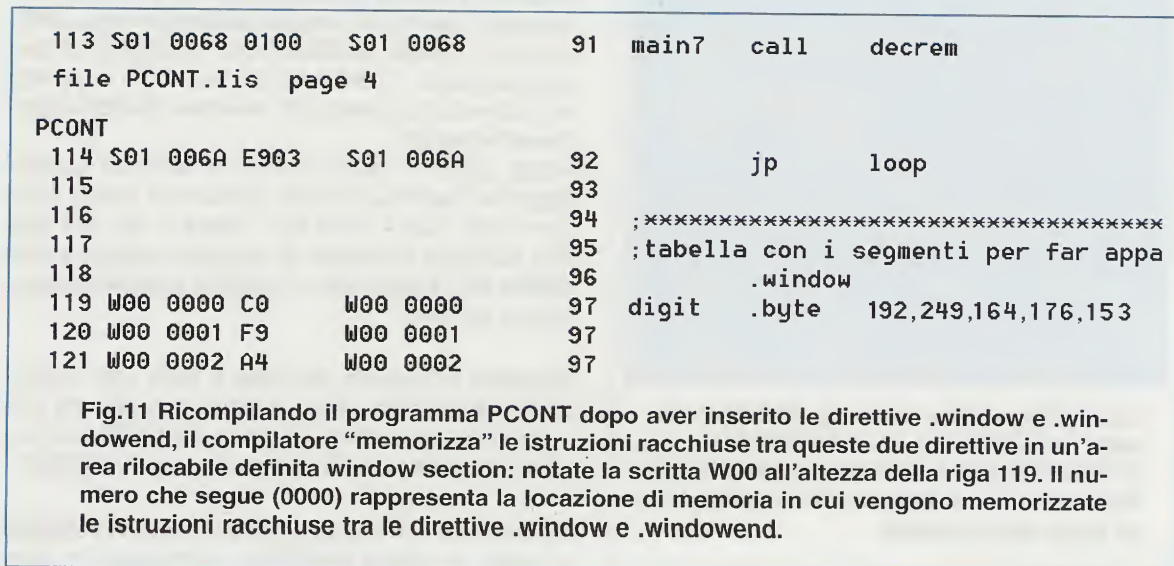 113 S01 0068 0100 S01 0068 91 main7 call decrem
file PCONT.lis page 4
PCONT
114 S01 006A E903 S01 006A 92 jp loop
115 93
116 94 ;***********************************
117 95 ;tabella con i segmenti per far appa
118 96 .window
119 W00 0000 C0 W00 0000 97 digit .byte 192,249,164,176,153
120 W00 0001 F9 W00 0001 97
121 W00 0002 A4 W00 0002 97
Fig.11 Ricompilando il programma PCONT dopo aver inserito le direttive .window e .win-
dowend, il compilatore “memorizza” le istruzioni racchiuse tra queste due direttive in un’a-
rea rilocabile definita window section: notate la scritta W00 all’altezza della riga 119. Il nu-
mero che segue (0000) rappresenta la locazione di memoria in cui vengono memorizzate
le istruzioni racchiuse tra le direttive .window e .windowend.